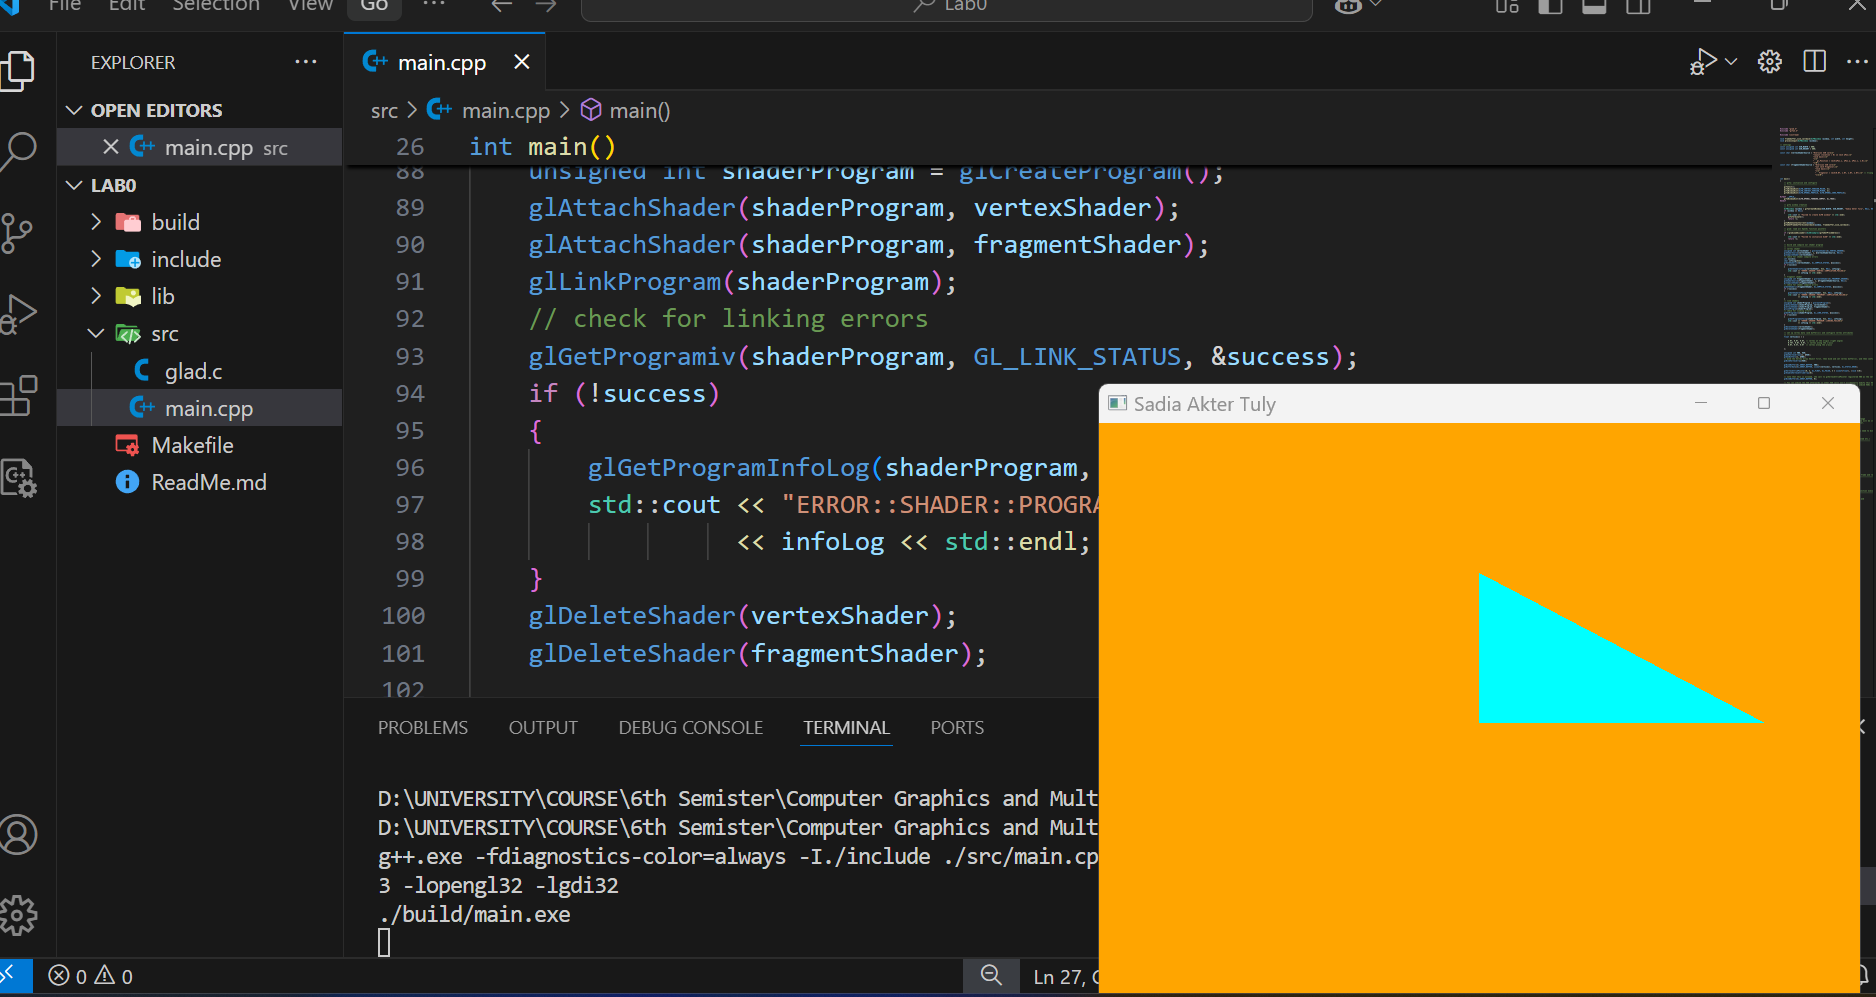 File Edit Selection View Go ··· Lab0
EXPLORER ···
OPEN EDITORS
main.cpp src
LAB0
build
include
lib
src
glad.c
main.cpp
Makefile
ReadMe.md
main.cpp
src > main.cpp > main()
26 int main()
88 unsigned int shaderProgram = glCreateProgram();
89 glAttachShader(shaderProgram, vertexShader);
90 glAttachShader(shaderProgram, fragmentShader);
91 glLinkProgram(shaderProgram);
92 // check for linking errors
93 glGetProgramiv(shaderProgram, GL_LINK_STATUS, &success);
94 if (!success)
95 {
96 glGetProgramInfoLog(shaderProgram,
97 std::cout << "ERROR::SHADER::PROGRA
98 << infoLog << std::endl;
99 }
100 glDeleteShader(vertexShader);
101 glDeleteShader(fragmentShader);
102
Sadia Akter Tuly
PROBLEMS OUTPUT DEBUG CONSOLE TERMINAL PORTS
D:\UNIVERSITY\COURSE\6th Semister\Computer Graphics and Mult
D:\UNIVERSITY\COURSE\6th Semister\Computer Graphics and Mult
g++.exe -fdiagnostics-color=always -I./include ./src/main.cp
3 -lopengl32 -lgdi32
./build/main.exe
0 0 Ln 27,